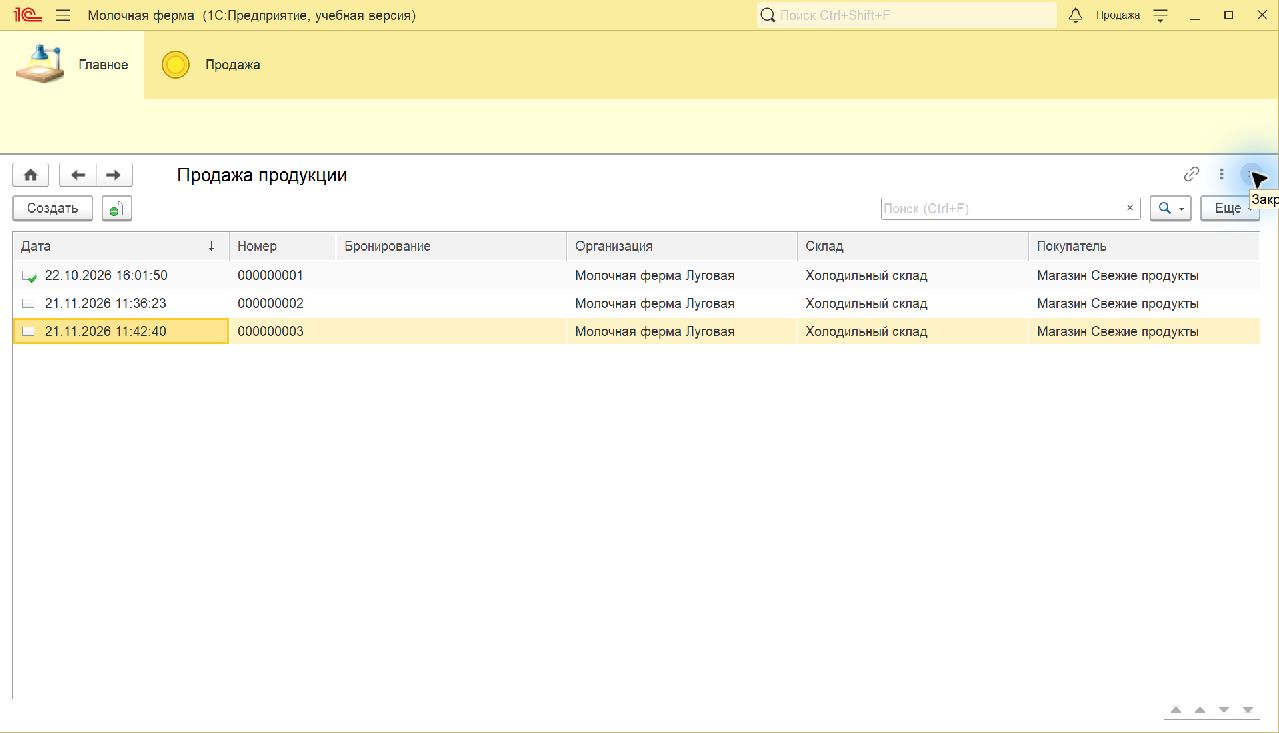 1С Молочная ферма (1С:Предприятие, учебная версия) Поиск Ctrl+Shift+F Продажа
Главное Продажа
Продажа продукции
Создать Поиск (Ctrl+F) × Еще
Закр
Дата ↓ Номер Бронирование Организация Склад Покупатель
22.10.2026 16:01:50 000000001 Молочная ферма Луговая Холодильный склад Магазин Свежие продукты
21.11.2026 11:36:23 000000002 Молочная ферма Луговая Холодильный склад Магазин Свежие продукты
21.11.2026 11:42:40 000000003 Молочная ферма Луговая Холодильный склад Магазин Свежие продукты